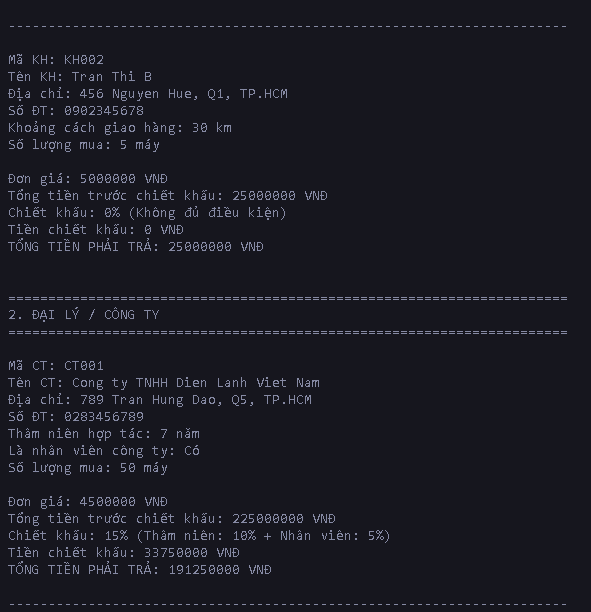 ----------------------------------------------------------------------
Mã KH: KH002
Tên KH: Tran Thi B
Địa chỉ: 456 Nguyen Hue, Q1, TP.HCM
Số ĐT: 0902345678
Khoảng cách giao hàng: 30 km
Số lượng mua: 5 máy
Đơn giá: 5000000 VNĐ
Tổng tiền trước chiết khấu: 25000000 VNĐ
Chiết khấu: 0% (Không đủ điều kiện)
Tiền chiết khấu: 0 VNĐ
TỔNG TIỀN PHẢI TRẢ: 25000000 VNĐ
======================================================================
2. ĐẠI LÝ / CÔNG TY
======================================================================
Mã CT: CT001
Tên CT: Cong ty TNHH Dien Lanh Viet Nam
Địa chỉ: 789 Tran Hung Dao, Q5, TP.HCM
Số ĐT: 0283456789
Thâm niên hợp tác: 7 năm
Là nhân viên công ty: Có
Số lượng mua: 50 máy
Đơn giá: 4500000 VNĐ
Tổng tiền trước chiết khấu: 225000000 VNĐ
Chiết khấu: 15% (Thâm niên: 10% + Nhân viên: 5%)
Tiền chiết khấu: 33750000 VNĐ
TỔNG TIỀN PHẢI TRẢ: 191250000 VNĐ
----------------------------------------------------------------------